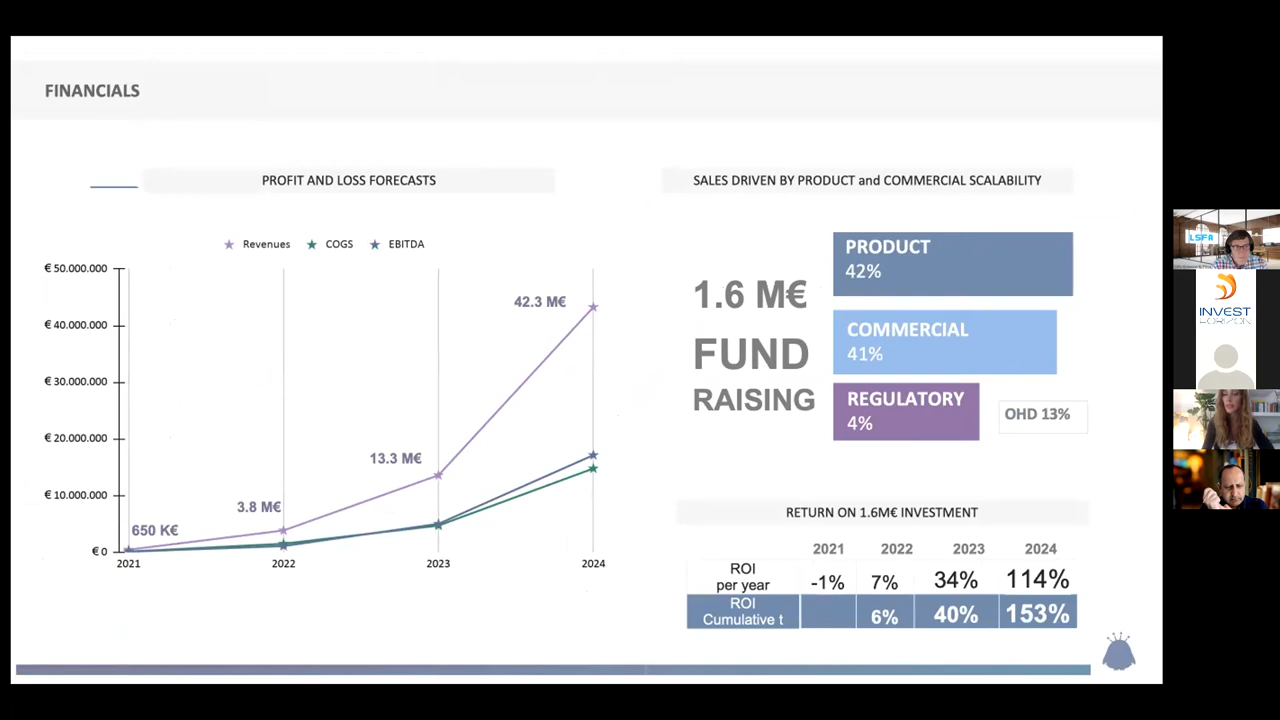 FINANCIALS
PROFIT AND LOSS FORECASTS
Revenues COGS EBITDA
€ 50.000.000
€ 40.000.000
€ 30.000.000
€ 20.000.000
€ 10.000.000
€ 0
650 K€
3.8 M€
13.3 M€
42.3 M€
2021 2022 2023 2024
SALES DRIVEN BY PRODUCT and COMMERCIAL SCALABILITY
1.6 M€
FUND
RAISING
PRODUCT
42%
COMMERCIAL
41%
REGULATORY
4%
OHD 13%
RETURN ON 1.6M€ INVESTMENT
2021 2022 2023 2024
ROI
per year
-1% 7% 34% 114%
ROI
Cumulative t
6% 40% 153%
LSFA
INVEST
HORIZON